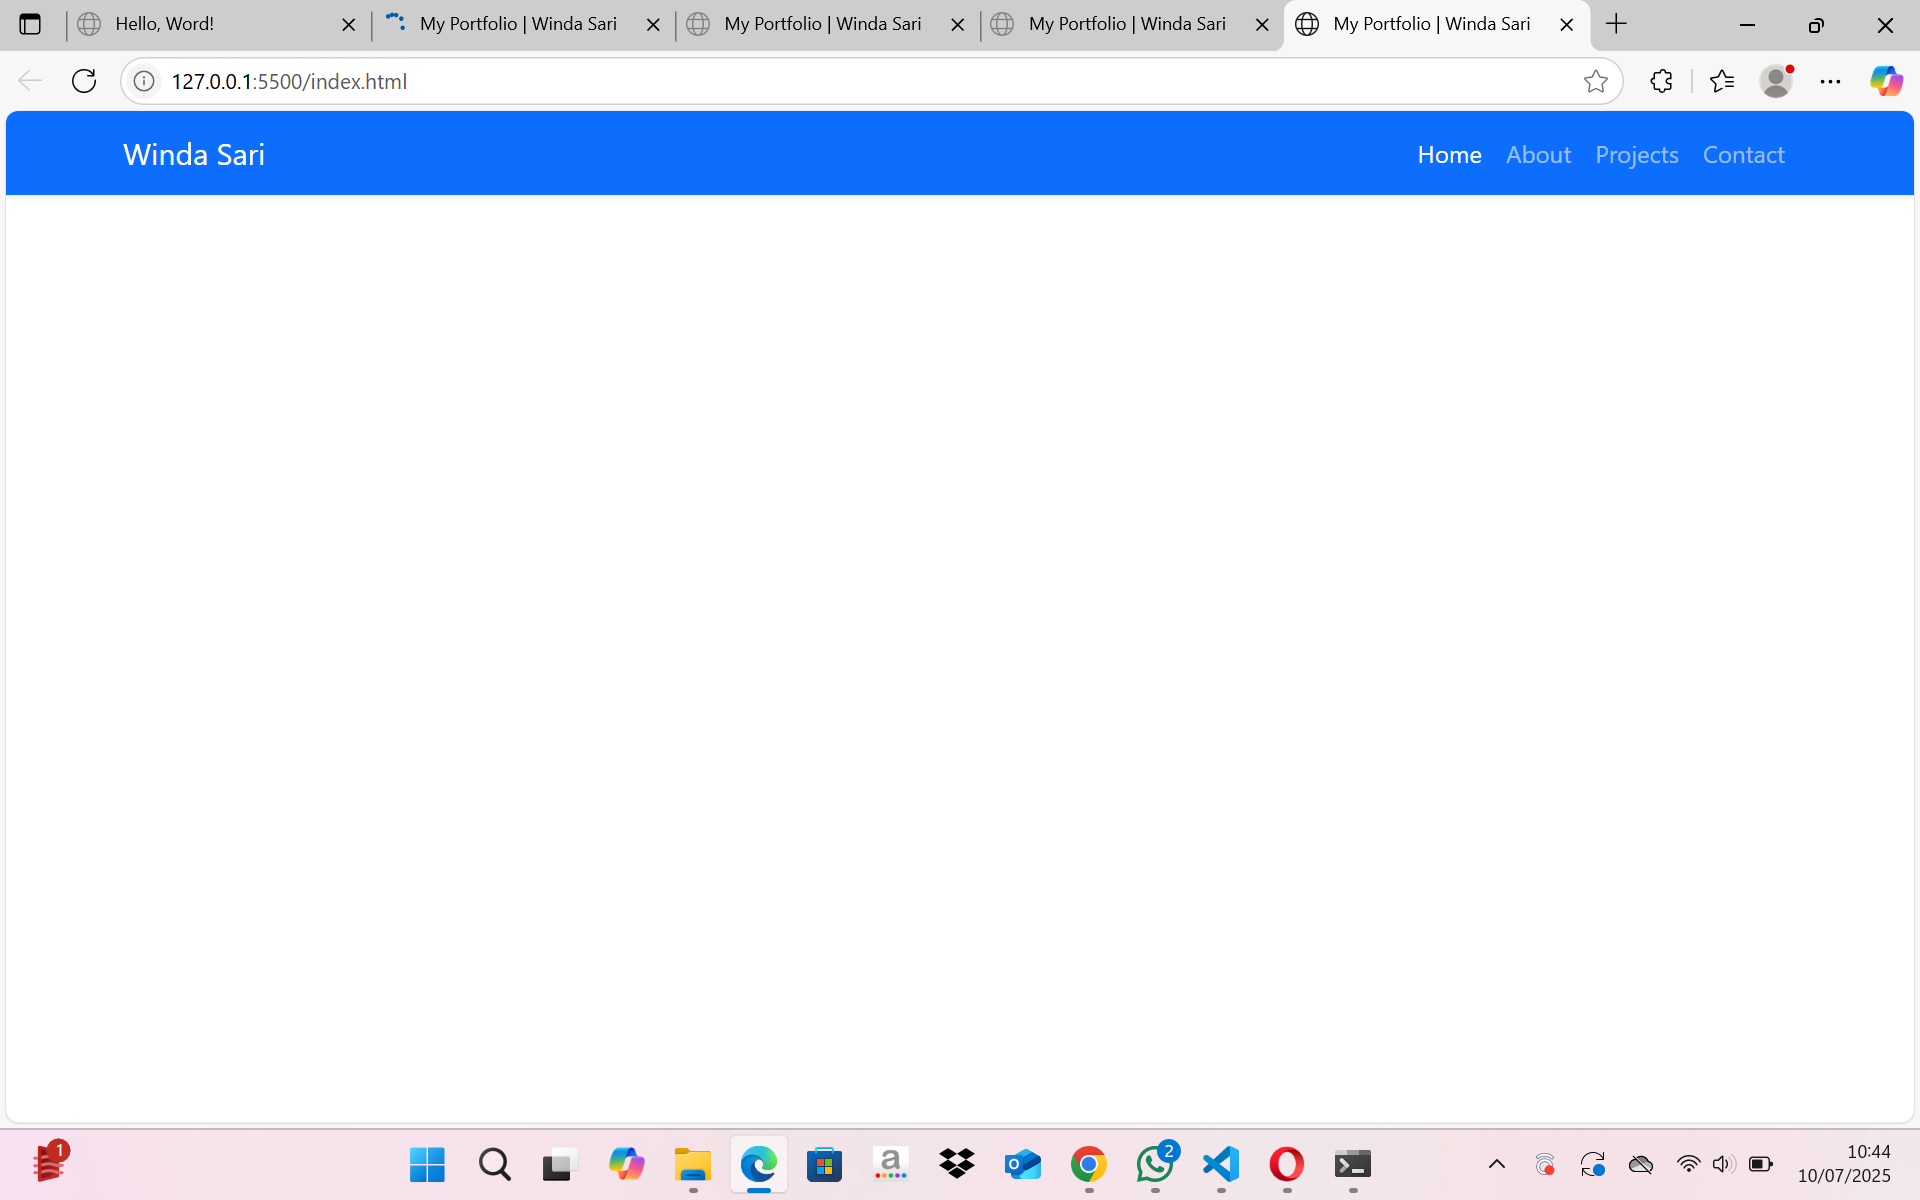 Hello, Word!
My Portfolio | Winda Sari
My Portfolio | Winda Sari
My Portfolio | Winda Sari
My Portfolio | Winda Sari
127.0.0.1:5500/index.html
Winda Sari
Home About Projects Contact
1
a
O
2
10:44
10/07/2025